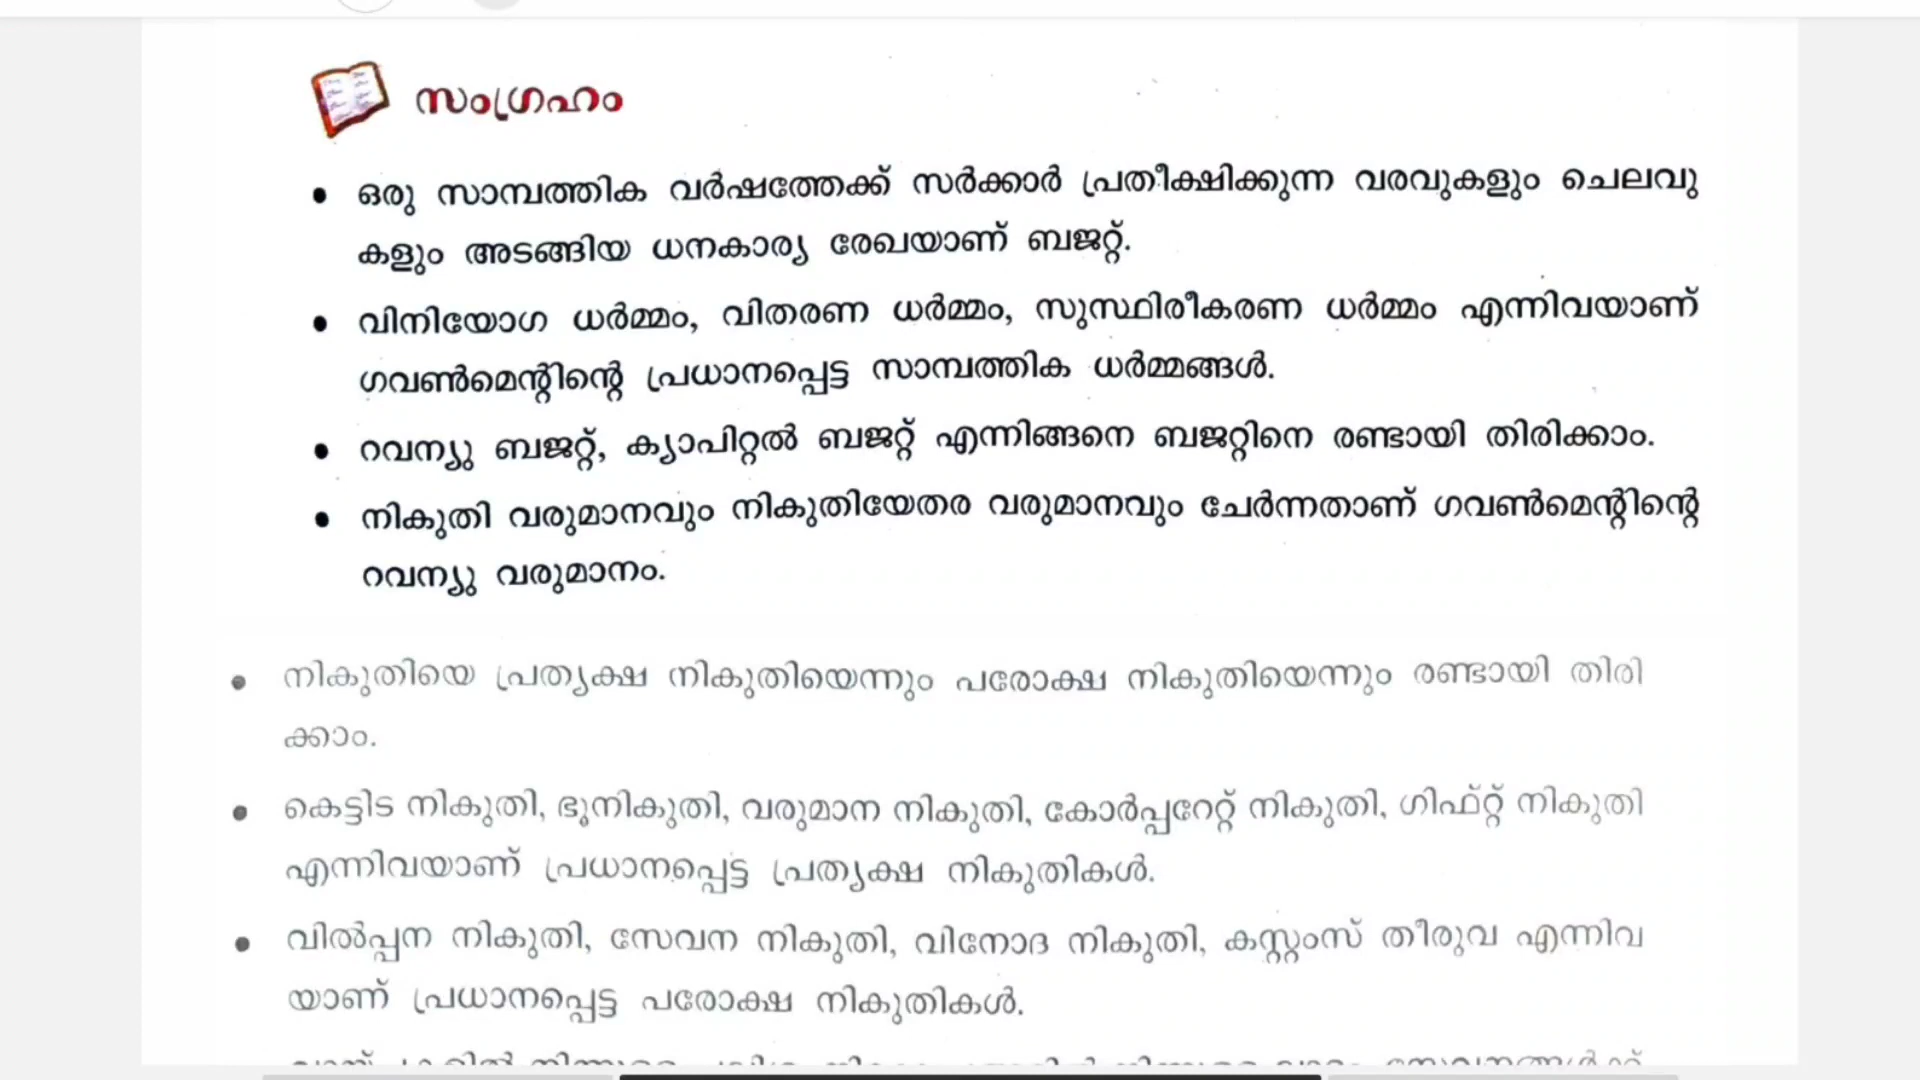 സംഗ്രഹം
• ഒരു സാമ്പത്തിക വർഷത്തേക്ക് സർക്കാർ പ്രതീക്ഷിക്കുന്ന വരവുകളും ചെലവു
കളും അടങ്ങിയ ധനകാര്യ രേഖയാണ് ബജറ്റ്.
• വിനിയോഗ ധർമ്മം, വിതരണ ധർമ്മം, സുസ്ഥിരീകരണ ധർമ്മം എന്നിവയാണ്
ഗവൺമെന്റിന്റെ പ്രധാനപ്പെട്ട സാമ്പത്തിക ധർമ്മങ്ങൾ.
• റവന്യു ബജറ്റ്, ക്യാപിറ്റൽ ബജറ്റ് എന്നിങ്ങനെ ബജറ്റിനെ രണ്ടായി തിരിക്കാം.
• നികുതി വരുമാനവും നികുതിയേതര വരുമാനവും ചേർന്നതാണ് ഗവൺമെന്റിന്റെ
റവന്യു വരുമാനം.
• നികുതിയെ പ്രത്യക്ഷ നികുതിയെന്നും പരോക്ഷ നികുതിയെന്നും രണ്ടായി തിരി
ക്കാം.
• കെട്ടിട നികുതി, ഭൂനികുതി, വരുമാന നികുതി, കോർപ്പറേറ്റ് നികുതി, ഗിഫ്റ്റ് നികുതി
എന്നിവയാണ് പ്രധാനപ്പെട്ട പ്രത്യക്ഷ നികുതികൾ.
• വിൽപ്പന നികുതി, സേവന നികുതി, വിനോദ നികുതി, കസ്റ്റംസ് തീരുവ എന്നിവ
യാണ് പ്രധാനപ്പെട്ട പരോക്ഷ നികുതികൾ.